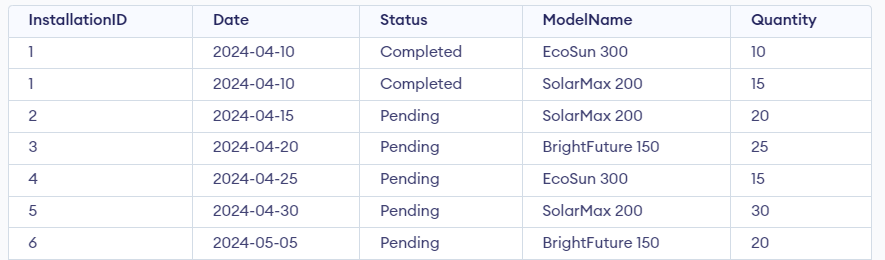 InstallationID Date Status ModelName Quantity
1 2024-04-10 Completed EcoSun 300 10
1 2024-04-10 Completed SolarMax 200 15
2 2024-04-15 Pending SolarMax 200 20
3 2024-04-20 Pending BrightFuture 150 25
4 2024-04-25 Pending EcoSun 300 15
5 2024-04-30 Pending SolarMax 200 30
6 2024-05-05 Pending BrightFuture 150 20